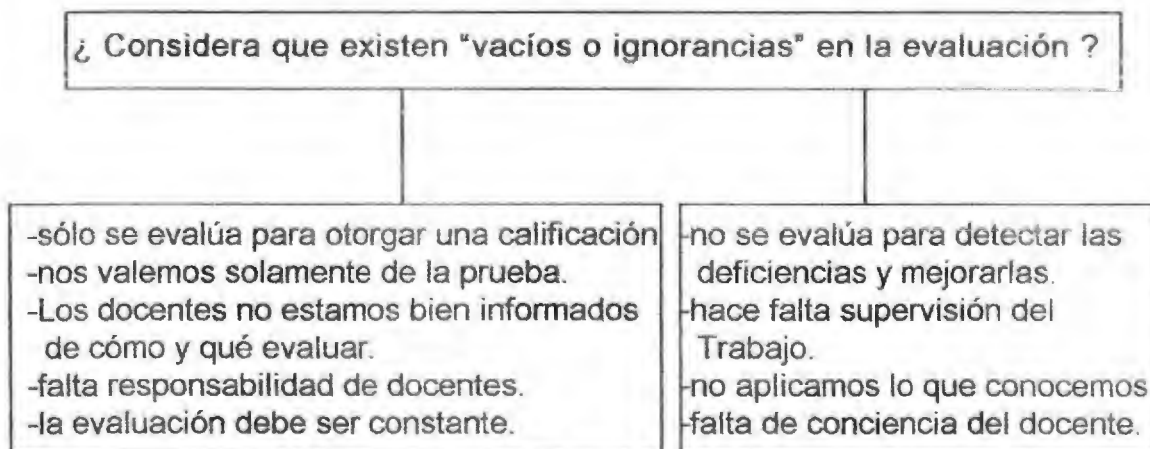 ¿ Considera que existen "vacíos o ignorancias" en la evaluación ?
-sólo se evalúa para otorgar una calificación
-nos valemos solamente de la prueba.
-Los docentes no estamos bien informados
de cómo y qué evaluar.
-falta responsabilidad de docentes.
-la evaluación debe ser constante.
-no se evalúa para detectar las
deficiencias y mejorarlas.
-hace falta supervisión del
Trabajo.
-no aplicamos lo que conocemos
-falta de conciencia del docente.